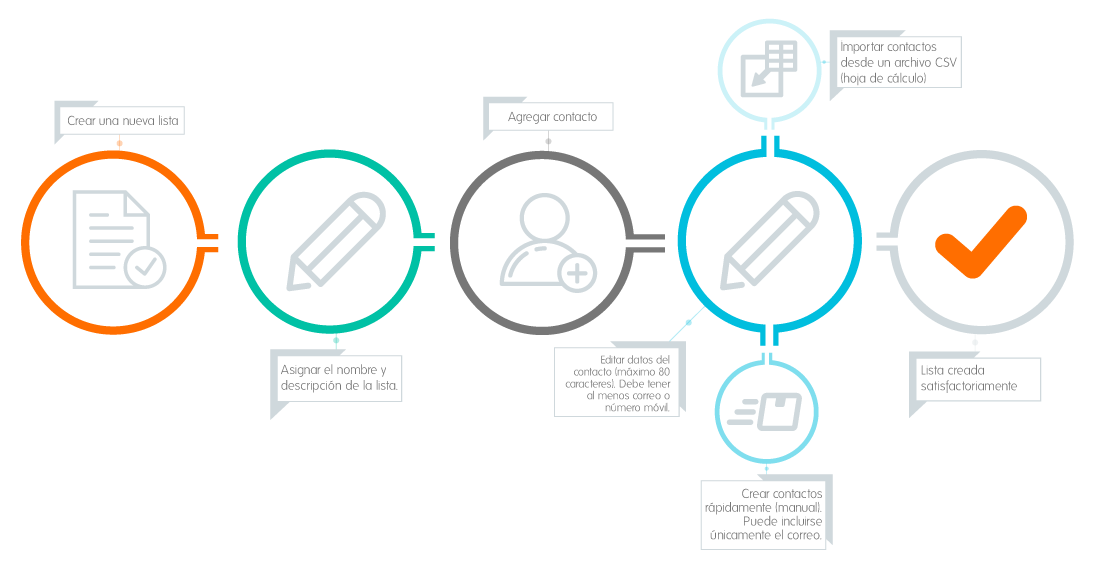 Crear una nueva lista
Asignar el nombre y
descripción de la lista.
Agregar contacto
Importar contactos
desde un archivo CSV
(hoja de cálculo)
Editar datos del
contacto (máximo 80
caracteres). Debe tener
al menos correo o
número móvil.
Crear contactos
rápidamente (manual).
Puede incluirse
únicamente el correo.
Lista creada
satisfactoriamente